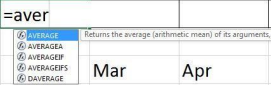 =aver
AVERAGE Returns the average (arithmetic mean) of its arguments,
AVERAGEA
AVERAGEIF
AVERAGEIFS
DAVERAGE
Mar Apr